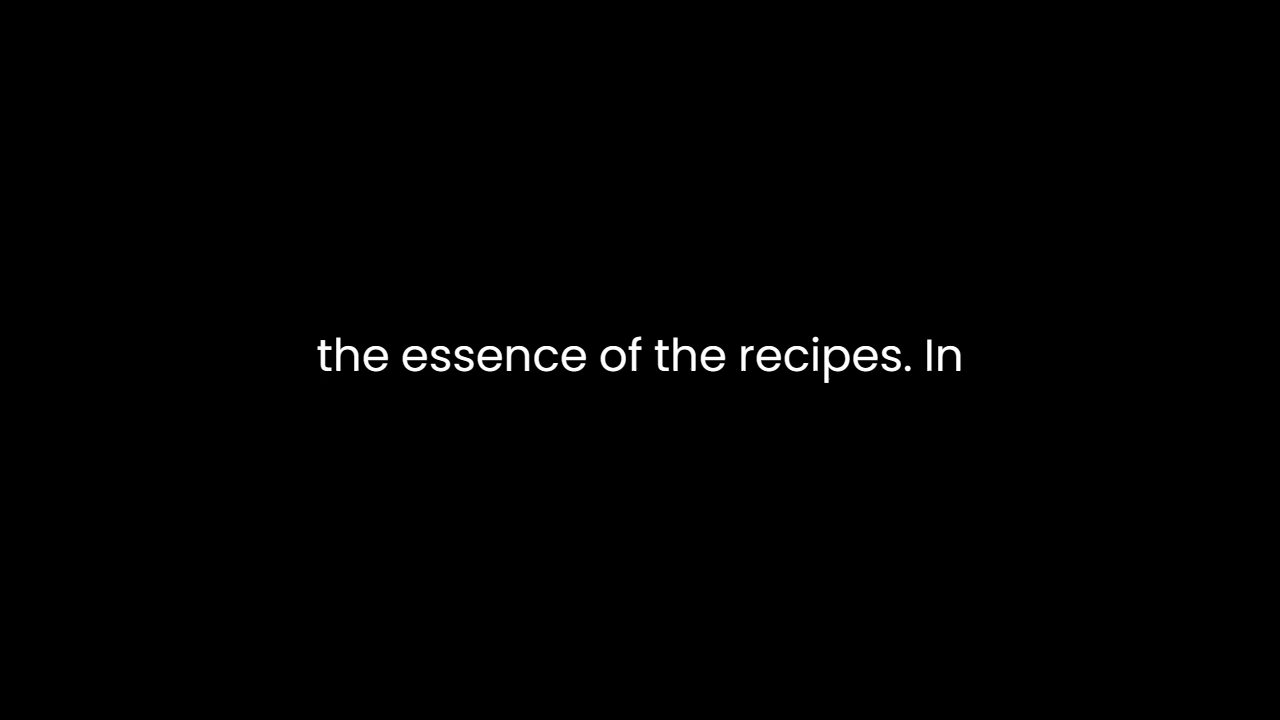 the essence of the recipes. In